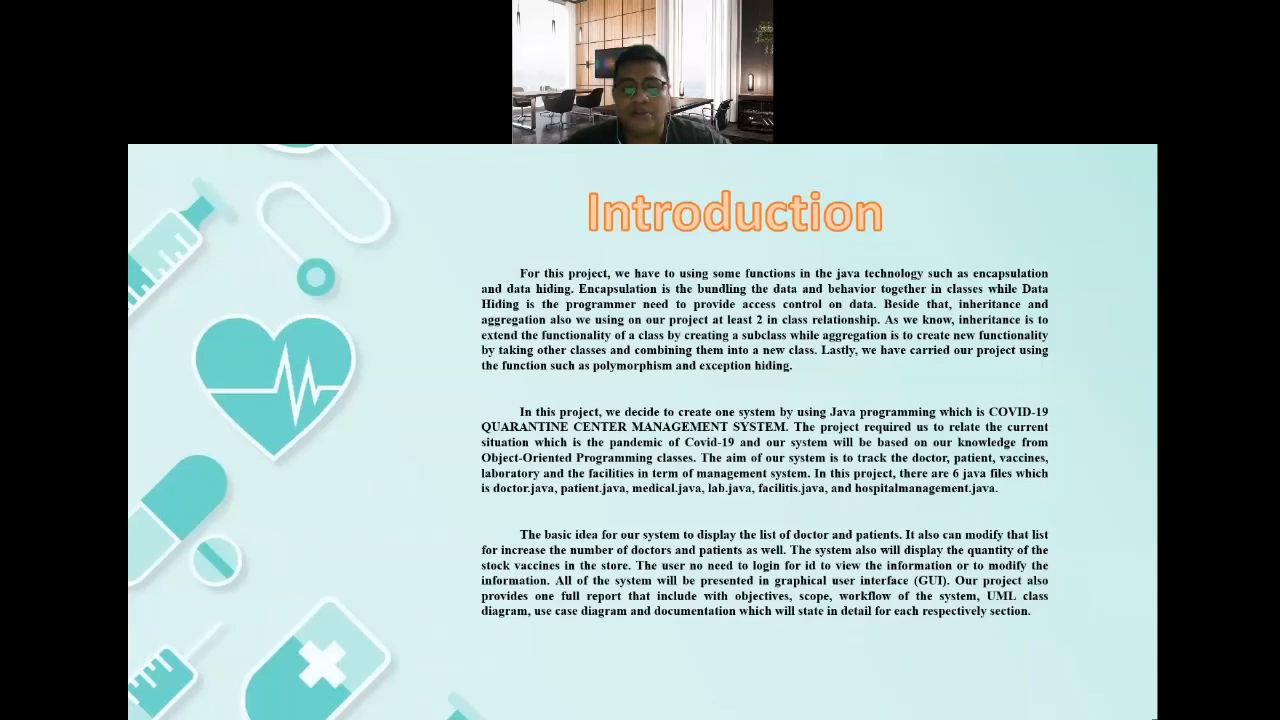 Introduction
For this project, we have to using some functions in the java technology such as encapsulation
and data hiding. Encapsulation is the bundling the data and behavior together in classes while Data
Hiding is the programmer need to provide access control on data. Beside that, inheritance and
aggregation also we using on our project at least 2 in class relationship. As we know, inheritance is to
extend the functionality of a class by creating a subclass while aggregation is to create new functionality
by taking other classes and combining them into a new class. Lastly, we have carried our project using
the function such as polymorphism and exception hiding.
In this project, we decide to create one system by using Java programming which is COVID-19
QUARANTINE CENTER MANAGEMENT SYSTEM. The project required us to relate the current
situation which is the pandemic of Covid-19 and our system will be based on our knowledge from
Object-Oriented Programming classes. The aim of our system is to track the doctor, patient, vaccines,
laboratory and the facilities in term of management system. In this project, there are 6 java files which
is doctor.java, patient.java, medical.java, lab.java, facilitis.java, and hospitalmanagement.java.
The basic idea for our system to display the list of doctor and patients. It also can modify that list
for increase the number of doctors and patients as well. The system also will display the quantity of the
stock vaccines in the store. The user no need to login for id to view the information or to modify the
information. All of the system will be presented in graphical user interface (GUI). Our project also
provides one full report that include with objectives, scope, workflow of the system, UML class
diagram, use case diagram and documentation which will state in detail for each respectively section.